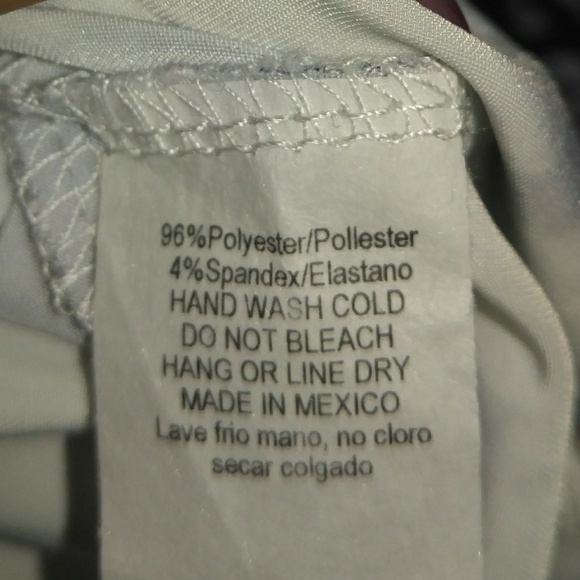 96%Polyester/Pollester
4%Spandex/Elastano
HAND WASH COLD
DO NOT BLEACH
HANG OR LINE DRY
MADE IN MEXICO
Lave frio mano, no cloro
secar colgado